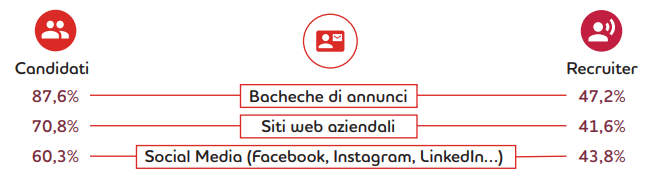 Candidati Recruiter
87,6% Bacheche di annunci 47,2%
70,8% Siti web aziendali 41,6%
60,3% Social Media (Facebook, Instagram, LinkedIn...) 43,8%